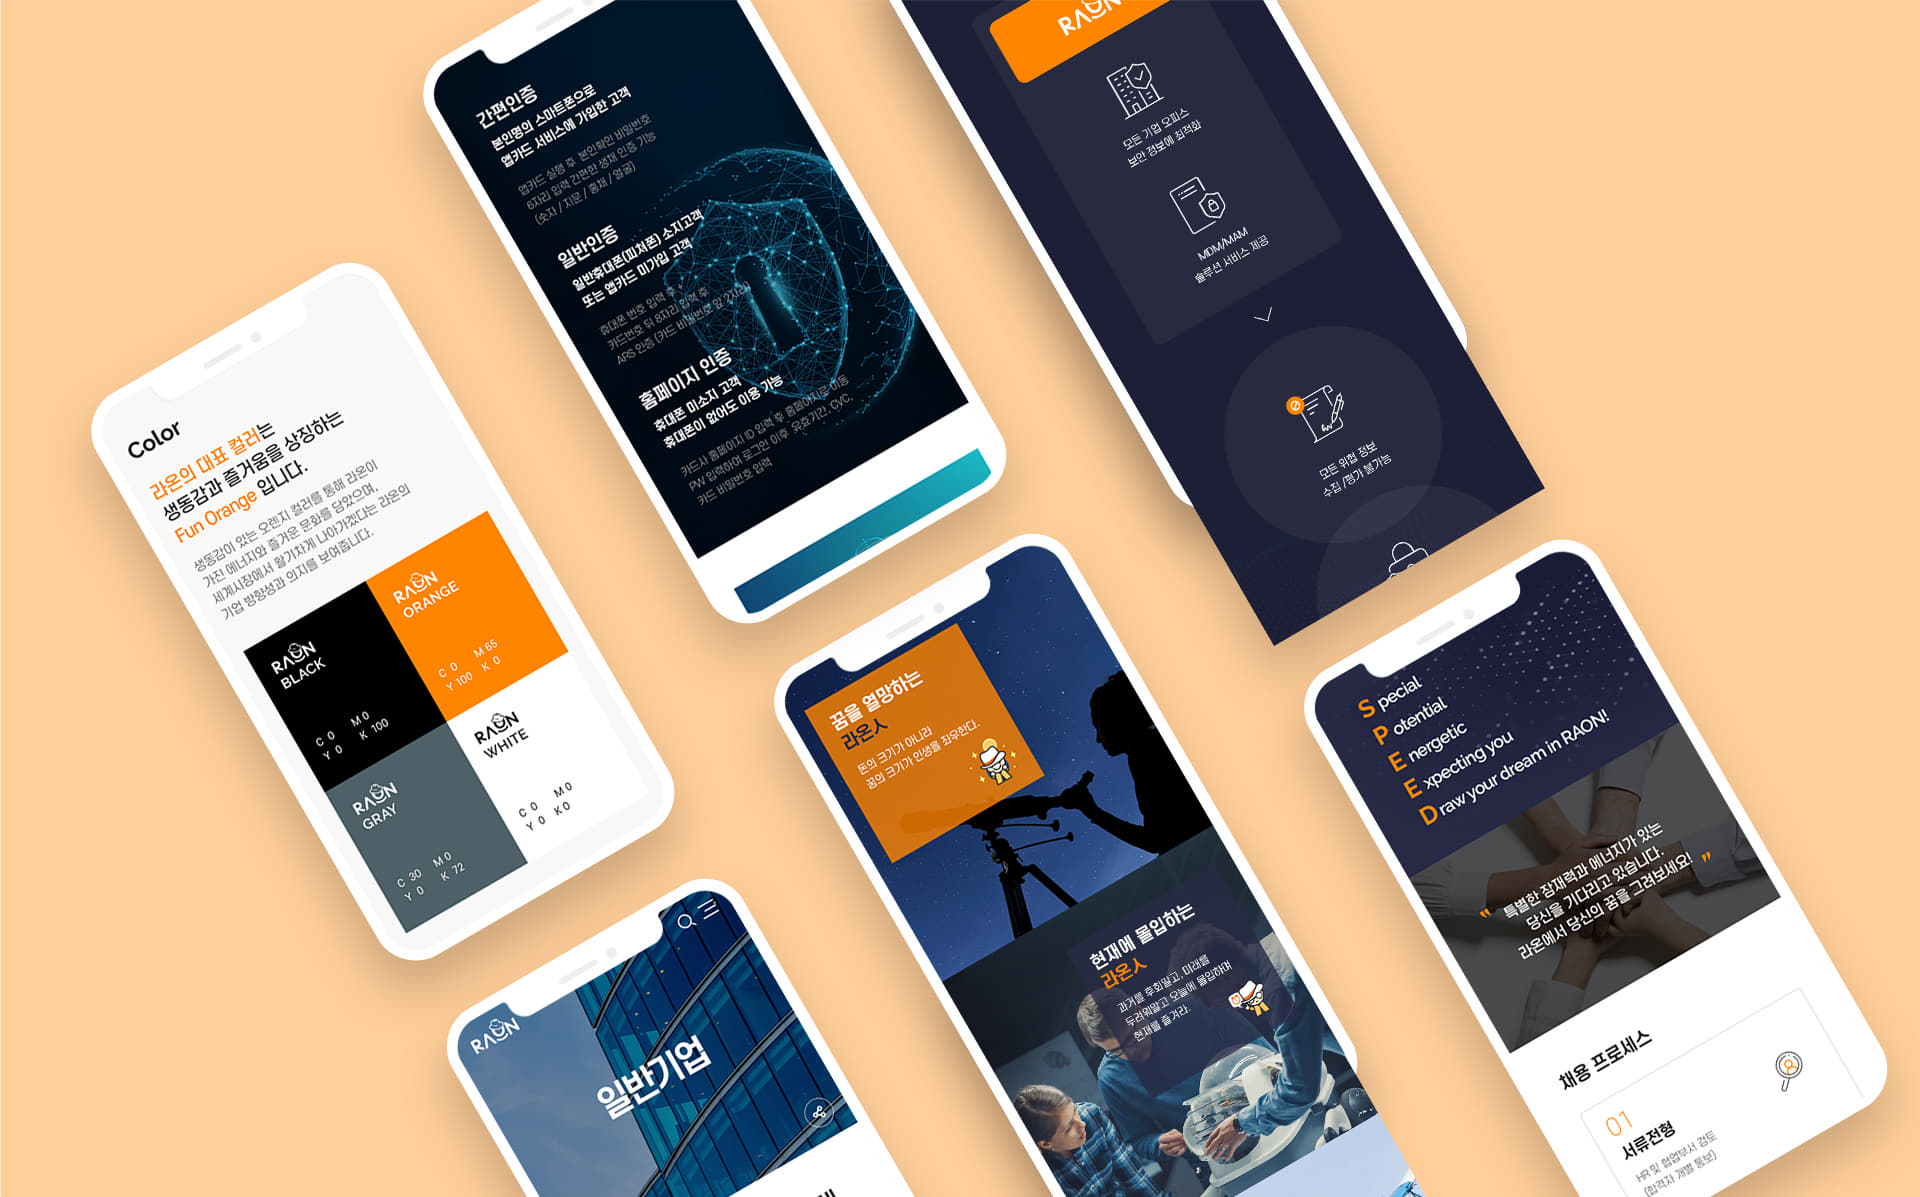 Color
라온의 대표 컬러는
생동감과 즐거움을 상징하는
Fun Orange 입니다.
생동감이 있는 오렌지 컬러를 통해 라온이
가진 에너지와 즐거운 문화를 담았으며,
세계시장에서 활기차게 나아가겠다는 라온의
기업 방향성과 의지를 보여줍니다.
RAON
BLACK
C 0 M 0
Y 0 K 100
RAON
ORANGE
C 0 M 65
Y 100 K 0
RAON
GRAY
C 30 M 0
Y 0 K 72
RAON
WHITE
C 0 M 0
Y 0 K 0
간편인증
본인명의 스마트폰으로
앱카드 서비스에 가입한 고객
앱카드 실행 후 본인확인 비밀번호
6자리 입력 간편한 생체 인증 가능
(숫자 / 지문 / 홍채 / 얼굴)
일반인증
일반휴대폰(피처폰) 소지고객
또는 앱카드 미가입 고객
휴대폰 번호 입력 후 +
카드번호 뒤 8자리 입력 후
ARS 인증 (카드 비밀번호 앞 2자리)
홈페이지 인증
휴대폰 미소지 고객
휴대폰이 없어도 이용 가능
카드사 홈페이지 ID 입력 후 홈페이지로 이동
PW 입력하여 로그인 이후 유효기간, CVC,
카드 비밀번호 입력
RAON
모든 기업 오피스
보안 정보에 최적화
MDM/MAM
솔루션 서비스 제공
모든 위협 정보
수집 /평가 불가능
RAON
일반기업
꿈을 열망하는
라온人
돈의 크기가 아니라
꿈의 크기가 인생을 좌우한다.
현재에 몰입하는
라온人
과거를 후회말고, 미래를
두려워말고 오늘에 몰입하며
현재를 즐겨라.
Special
Potential
Energetic
Expecting you
Draw your dream in RAON!
" 특별한 잠재력과 에너지가 있는
당신을 기다리고 있습니다.
라온에서 당신의 꿈을 그려보세요! "
채용 프로세스
01
서류전형
HR 및 협업부서 검토
(합격자 개별 통보)